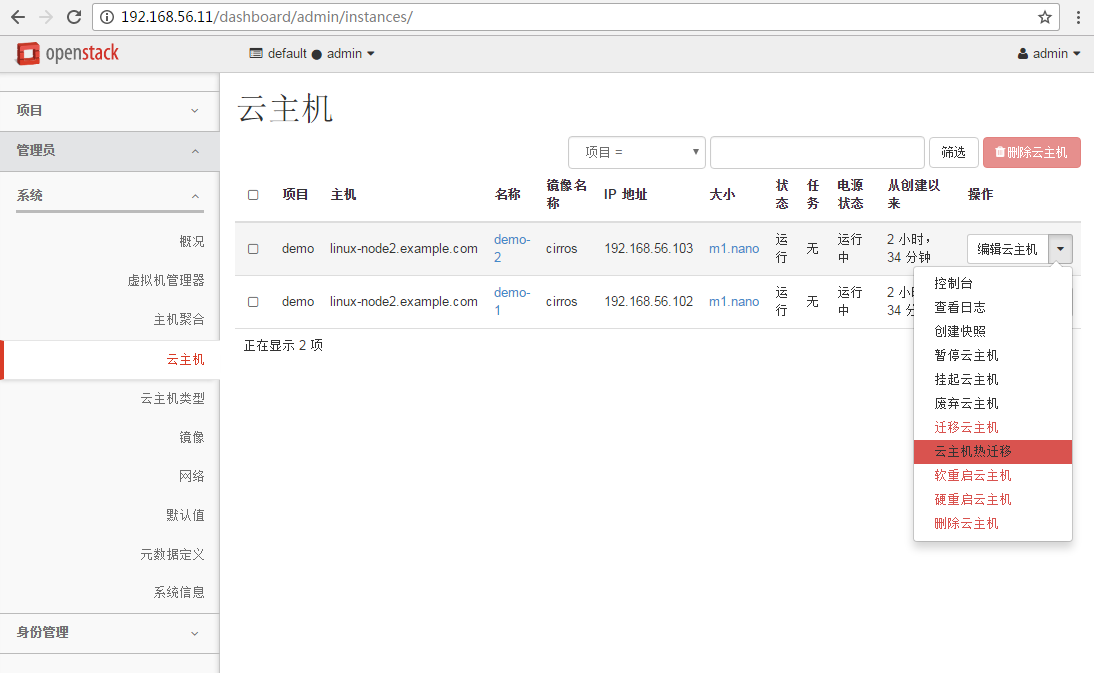 192.168.56.11/dashboard/admin/instances/
openstack
default ● admin
admin
项目
管理员
系统
概况
虚拟机管理器
主机聚合
云主机
云主机类型
镜像
网络
默认值
元数据定义
系统信息
身份管理
云主机
项目 =
筛选
删除云主机
项目 主机 名称 镜像名称 IP 地址 大小 状态 任务 电源状态 从创建以来 操作
demo linux-node2.example.com demo-2 cirros 192.168.56.103 m1.nano 运行 无 运行中 2 小时, 34 分钟 编辑云主机
demo linux-node2.example.com demo-1 cirros 192.168.56.102 m1.nano 运行 无 运行中 2 小 34
正在显示 2 项
控制台
查看日志
创建快照
暂停云主机
挂起云主机
废弃云主机
迁移云主机
云主机热迁移
软重启云主机
硬重启云主机
删除云主机